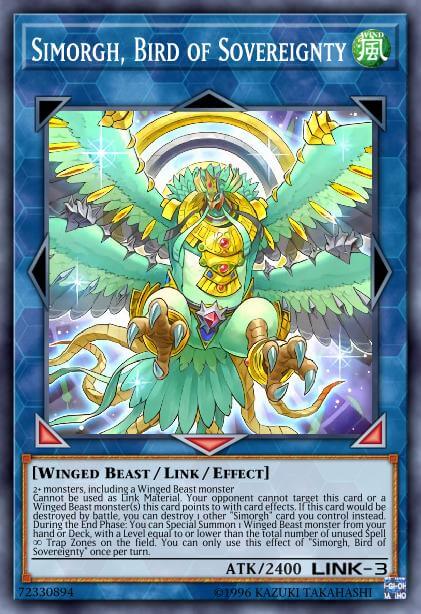 SIMORGH, BIRD OF SOVEREIGNTY
WIND
風
[WINGED BEAST / LINK / EFFECT]
2+ monsters, including a Winged Beast monster
Cannot be used as Link Material. Your opponent cannot target this card or a
Winged Beast monster(s) this card points to with card effects. If this card would be
destroyed by battle, you can destroy 1 other "Simorgh" card you control instead.
During the End Phase: You can Special Summon 1 Winged Beast monster from your
hand or Deck, with a Level equal to or lower than the total number of unused Spell
∞ Trap Zones on the field. You can only use this effect of "Simorgh, Bird of
Sovereignty" once per turn.
ATK/2400 LINK-3
72330894
©1996 KAZUKI TAKAHASHI